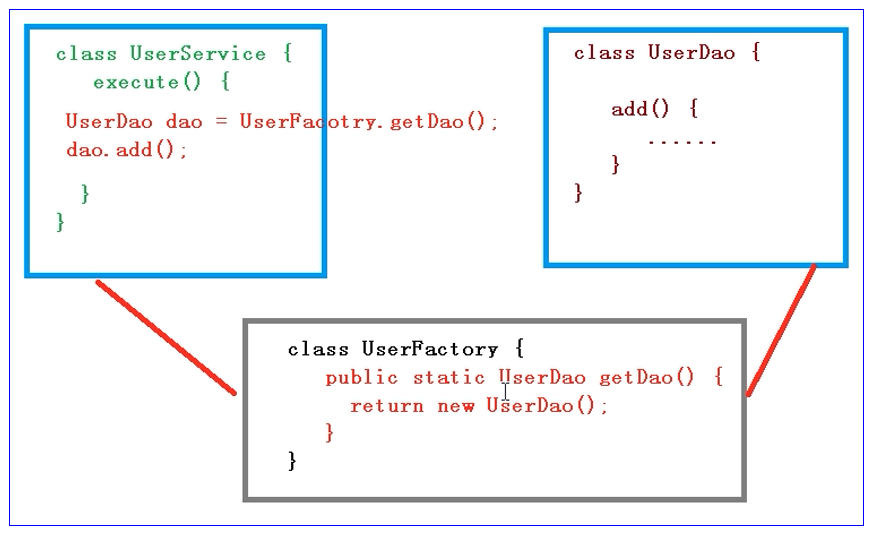 class UserService {
execute() {
UserDao dao = UserFacotry.getDao();
dao.add();
}
}
class UserDao {
add() {
......
}
}
class UserFactory {
public static UserDao getDao() {
return new UserDao();
}
}